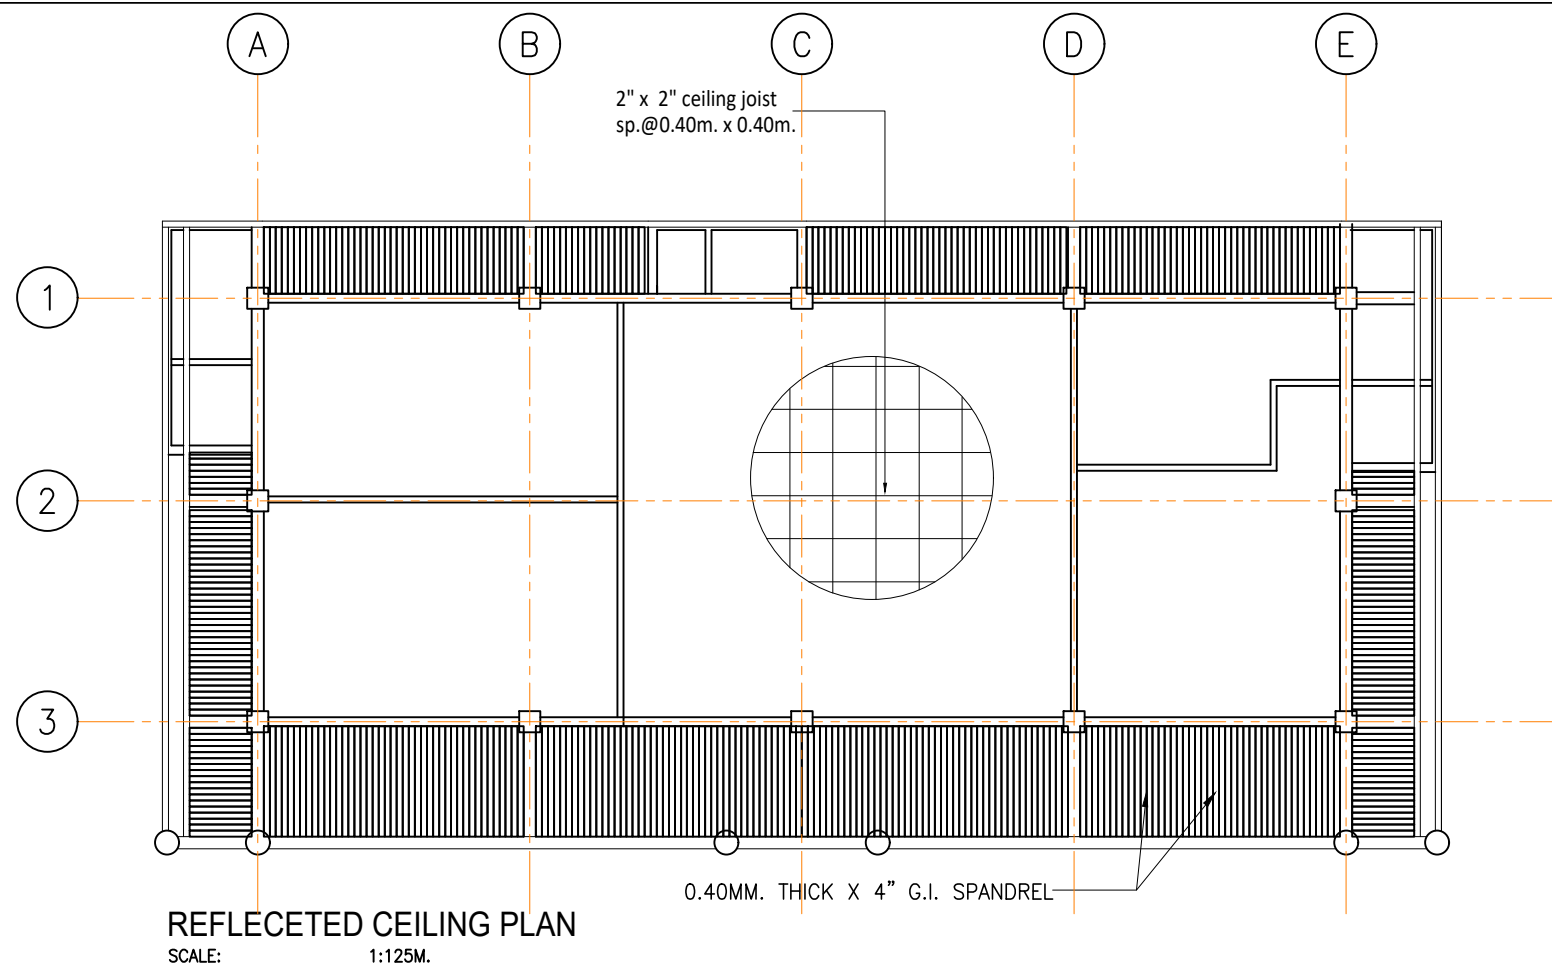 A B C D E
2" x 2" ceiling joist
sp.@0.40m. x 0.40m.
1
2
3
0.40MM. THICK X 4” G.I. SPANDREL
REFLECETED CEILING PLAN
SCALE: 1:125M.